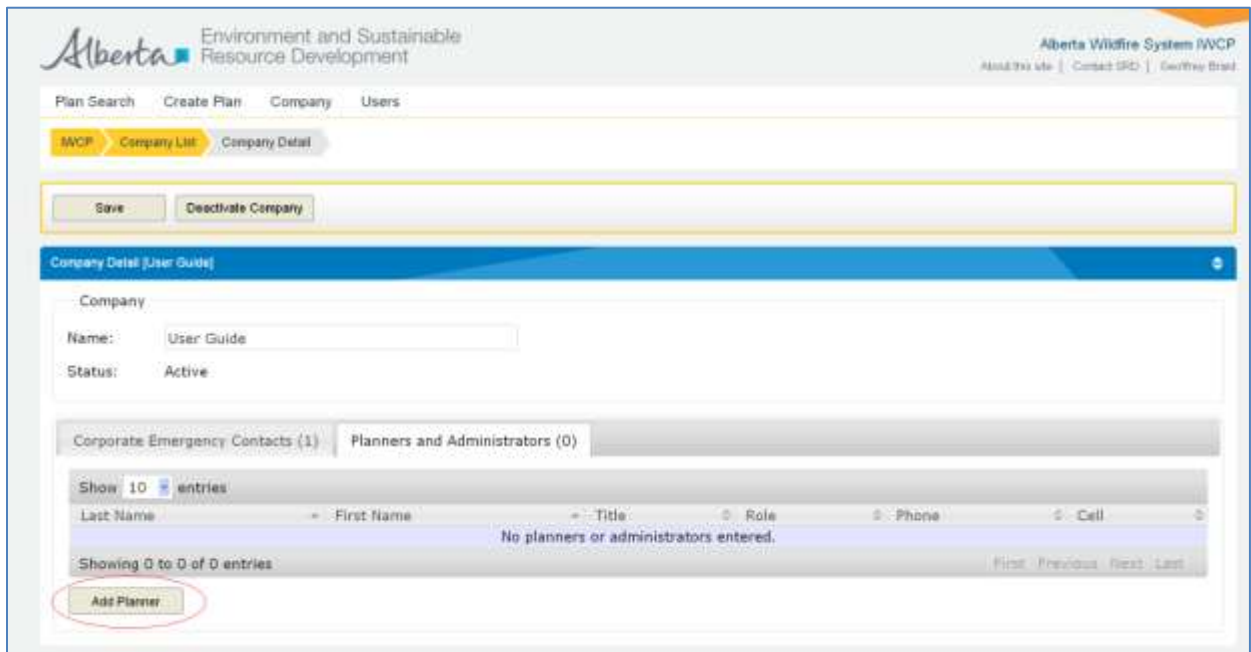 Alberta Environment and Sustainable
Resource Development
Alberta Wildfire System IWCP
About this site | Contact SRD | Geoffrey
Plan Search Create Plan Company Users
IWCP Company List Company Detail
Save Deactivate Company
Company Detail [User Guide]
Company
Name: User Guide
Status: Active
Corporate Emergency Contacts (1) Planners and Administrators (0)
Show 10 entries
Last Name First Name Title Role Phone Cell
No planners or administrators entered.
Showing 0 to 0 of 0 entries First Previous Next Last
Add Planner